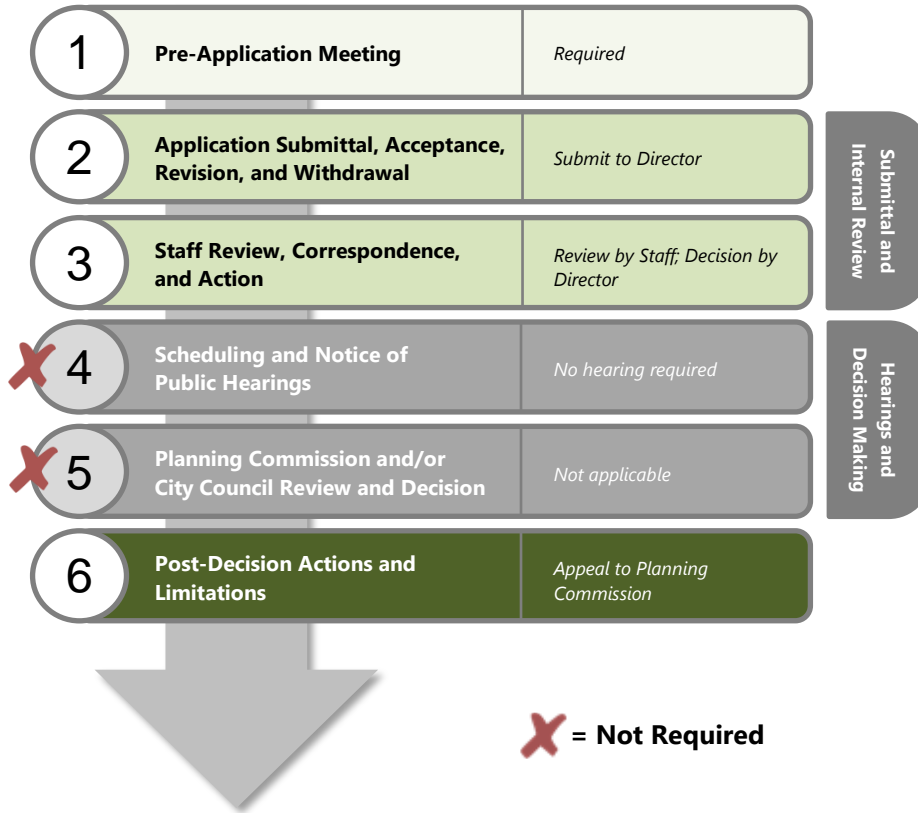 1
Pre-Application Meeting
Required
2
Application Submittal, Acceptance,
Revision, and Withdrawal
Submit to Director
3
Staff Review, Correspondence,
and Action
Review by Staff; Decision by
Director
Submittal and
Internal Review
4
Scheduling and Notice of
Public Hearings
No hearing required
5
Planning Commission and/or
City Council Review and Decision
Not applicable
Hearings and
Decision Making
6
Post-Decision Actions and
Limitations
Appeal to Planning
Commission
= Not Required